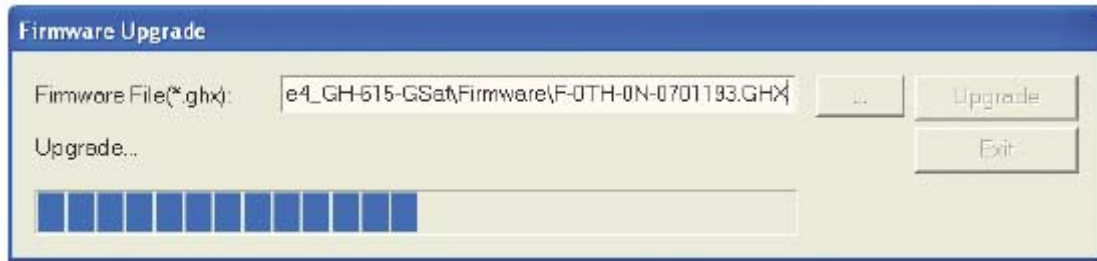 Firmware Upgrade
Firmware File(*.ghx): e4_GH-615-GSat\Firmware\F-0TH-0N-0701193.GHX ... Upgrade
Upgrade... Exit